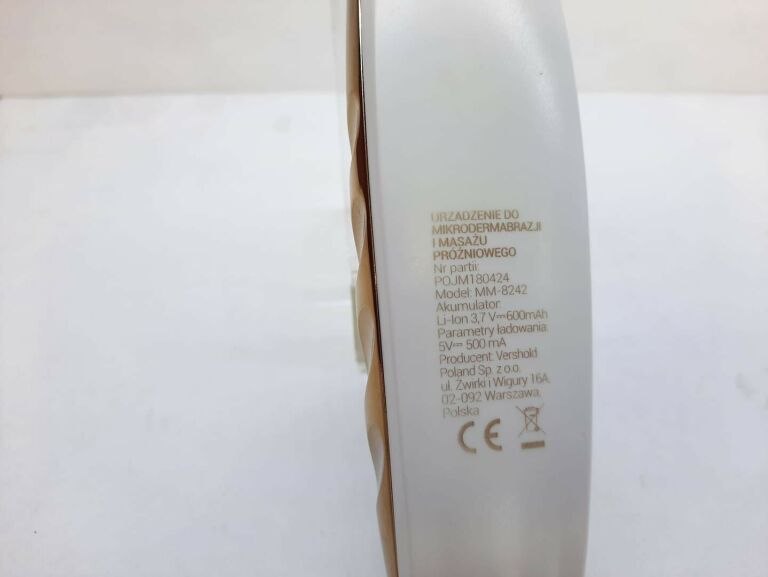 URZĄDZENIE DO
MIKRODERMABRAZJI
I MASAŻU
PRÓŻNIOWEGO
Nr partii:
POJM180424
Model: MM-8242
Akumulator:
Li-Ion 3,7 V⎓600mAh
Parametry ładowania:
5V⎓ 500 mA
Producent: Vershold
Poland Sp. z o.o.
ul. Żwirki i Wigury 16A,
02-092 Warszawa,
Polska
CE